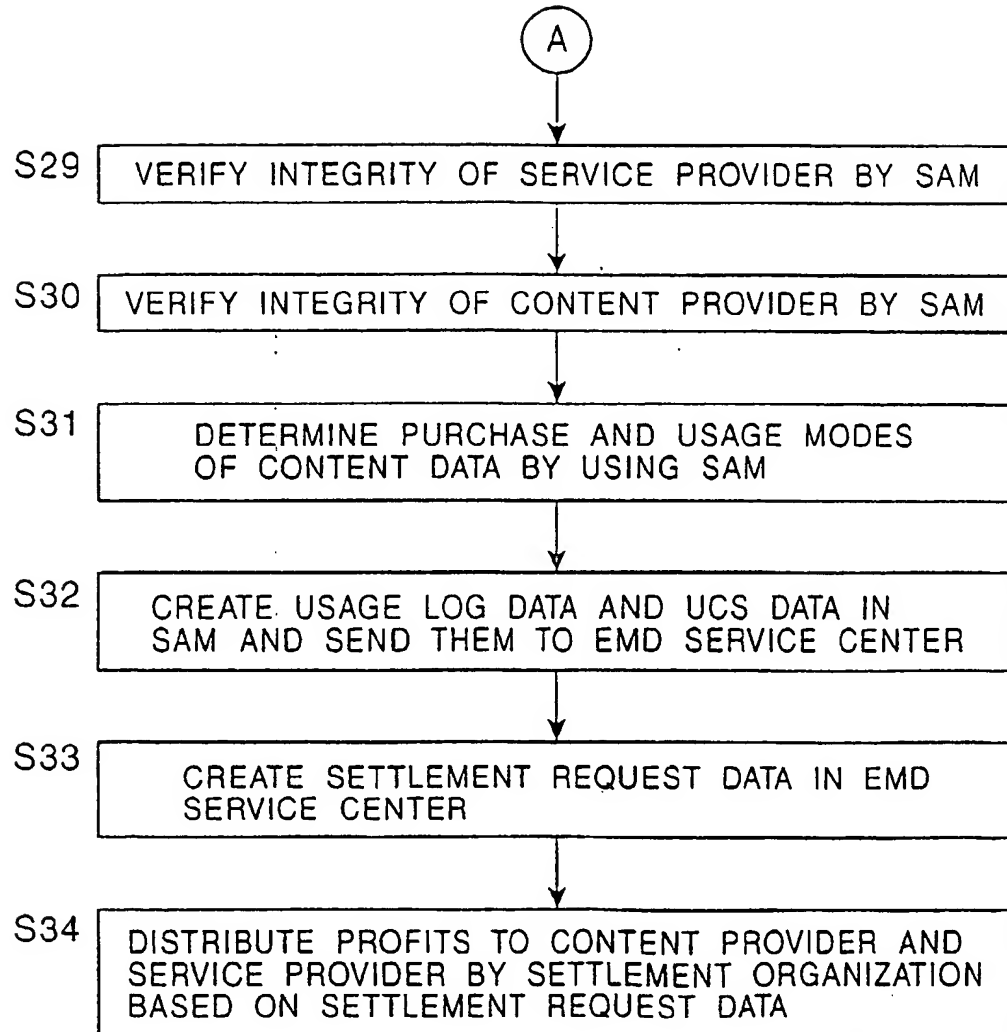 A
S29 VERIFY INTEGRITY OF SERVICE PROVIDER BY SAM
S30 VERIFY INTEGRITY OF CONTENT PROVIDER BY SAM
S31 DETERMINE PURCHASE AND USAGE MODES
OF CONTENT DATA BY USING SAM
S32 CREATE USAGE LOG DATA AND UCS DATA IN
SAM AND SEND THEM TO EMD SERVICE CENTER
S33 CREATE SETTLEMENT REQUEST DATA IN EMD
SERVICE CENTER
S34 DISTRIBUTE PROFITS TO CONTENT PROVIDER AND
SERVICE PROVIDER BY SETTLEMENT ORGANIZATION
BASED ON SETTLEMENT REQUEST DATA